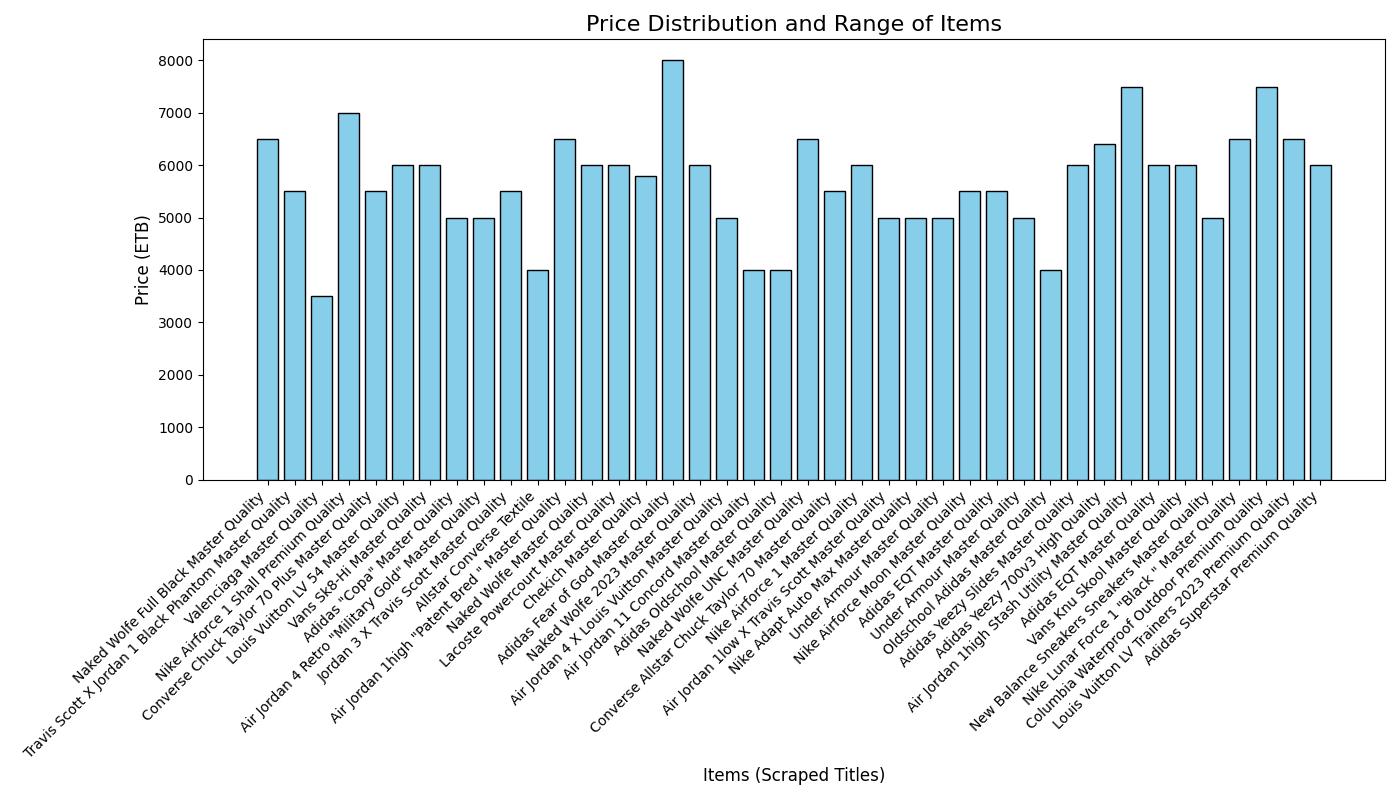 Price Distribution and Range of Items
Price (ETB)
8000
7000
6000
5000
4000
3000
2000
1000
0
Naked Wolfe Full Black Master Quality
Travis Scott X Jordan 1 Black Phantom Master Quality
Valenciaga Master Quality
Nike Airforce 1 Shall Premium Quality
Converse Chuck Taylor 70 Plus Master Quality
Louis Vuitton LV 54 Master Quality
Vans Sk8-Hi Master Quality
Adidas "Copa" Master Quality
Air Jordan 4 Retro "Military Gold" Master Quality
Jordan 3 X Travis Scott Master Quality
Allstar Converse Textile
Air Jordan 1high "Patent Bred " Master Quality
Naked Wolfe Master Quality
Lacoste Powercourt Master Quality
Chekich Master Quality
Adidas Fear of God Master Quality
Naked Wolfe 2023 Master Quality
Air Jordan 4 X Louis Vuitton Master Quality
Air Jordan 11 Concord Master Quality
Adidas Oldschool Master Quality
Naked Wolfe UNC Master Quality
Converse Allstar Chuck Taylor 70 Master Quality
Nike Airforce 1 Master Quality
Air Jordan 1low X Travis Scott Master Quality
Nike Adapt Auto Max Master Quality
Under Armour Master Quality
Nike Airforce Moon Master Quality
Adidas EQT Master Quality
Under Armour Master Quality
Oldschool Adidas Master Quality
Adidas Yeezy Slides Master Quality
Adidas Yeezy 700v3 High Quality
Air Jordan 1high Stash Utility Master Quality
Adidas EQT Master Quality
Vans Knu Skool Master Quality
New Balance Sneakers Sneakers Master Quality
Nike Lunar Force 1 "Black " Master Quality
Columbia Waterproof Outdoor Premium Quality
Louis Vuitton LV Trainers 2023 Premium Quality
Adidas Superstar Premium Quality
Items (Scraped Titles)